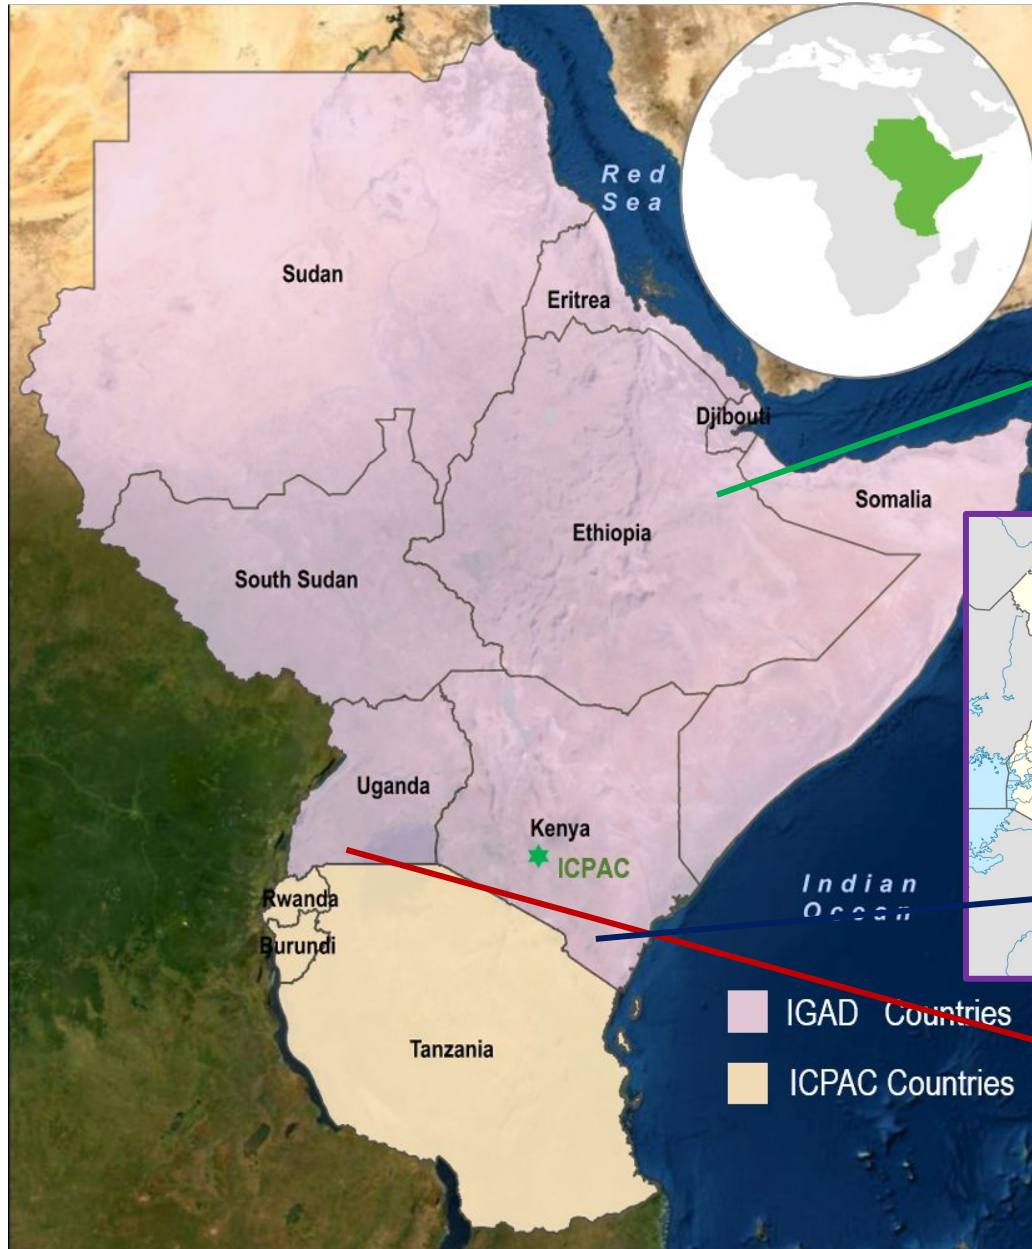 Red
Sea
Sudan
Eritrea
Djibouti
Somalia
Ethiopia
South Sudan
Uganda
Kenya
ICPAC
Indian
Ocean
Rwanda
Burundi
Tanzania
IGAD Countries
ICPAC Countries